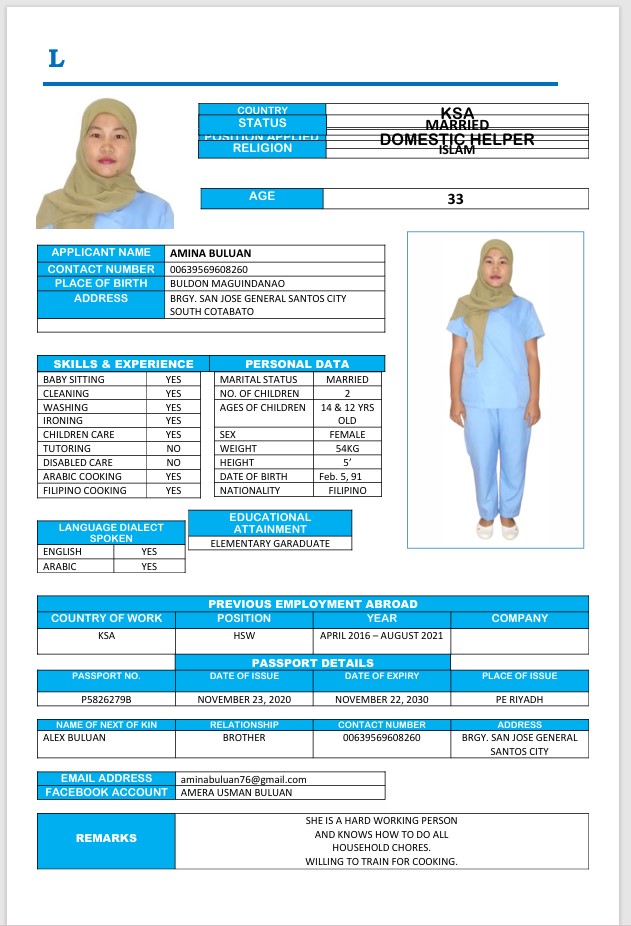 L
COUNTRY KSA
STATUS MARRIED
POSITION APPLIED DOMESTIC HELPER
RELIGION ISLAM
AGE 33
APPLICANT NAME AMINA BULUAN
CONTACT NUMBER 00639569608260
PLACE OF BIRTH BULDON MAGUINDANAO
ADDRESS BRGY. SAN JOSE GENERAL SANTOS CITY
SOUTH COTABATO
SKILLS & EXPERIENCE PERSONAL DATA
BABY SITTING YES MARITAL STATUS MARRIED
CLEANING YES NO. OF CHILDREN 2
WASHING YES AGES OF CHILDREN 14 & 12 YRS
IRONING YES OLD
CHILDREN CARE YES SEX FEMALE
TUTORING NO WEIGHT 54KG
DISABLED CARE NO HEIGHT 5’
ARABIC COOKING YES DATE OF BIRTH Feb. 5, 91
FILIPINO COOKING YES NATIONALITY FILIPINO
LANGUAGE DIALECT
SPOKEN
ENGLISH YES
ARABIC YES
EDUCATIONAL
ATTAINMENT
ELEMENTARY GARADUATE
PREVIOUS EMPLOYMENT ABROAD
COUNTRY OF WORK POSITION YEAR COMPANY
KSA HSW APRIL 2016 – AUGUST 2021
PASSPORT DETAILS
PASSPORT NO. DATE OF ISSUE DATE OF EXPIRY PLACE OF ISSUE
P5826279B NOVEMBER 23, 2020 NOVEMBER 22, 2030 PE RIYADH
NAME OF NEXT OF KIN RELATIONSHIP CONTACT NUMBER ADDRESS
ALEX BULUAN BROTHER 00639569608260 BRGY. SAN JOSE GENERAL
SANTOS CITY
EMAIL ADDRESS aminabuluan76@gmail.com
FACEBOOK ACCOUNT AMERA USMAN BULUAN
REMARKS
SHE IS A HARD WORKING PERSON
AND KNOWS HOW TO DO ALL
HOUSEHOLD CHORES.
WILLING TO TRAIN FOR COOKING.